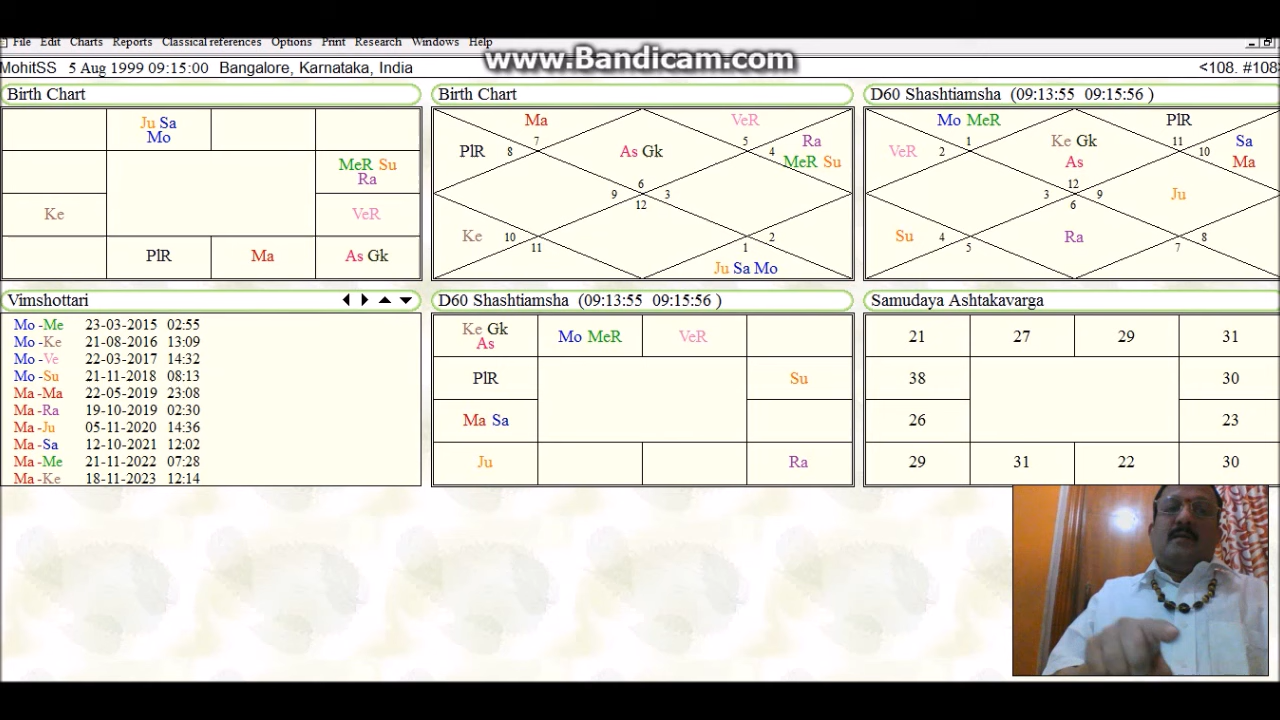 File Edit Charts Reports Classical references Options Print Research Windows Help
www.Bandicam.com
MohitSS 5 Aug 1999 09:15:00 Bangalore, Karnataka, India <108. #108
Birth Chart
Ju Sa
Mo
MeR Su
Ra
Ke
VeR
PlR
Ma
As Gk
Birth Chart
Ma
VeR
7
5
PlR
8
As Gk
4
Ra
MeR Su
6
9
3
12
Ke
10
2
11
1
Ju Sa Mo
D60 Shashtiamsha (09:13:55 09:15:56 )
Mo MeR
PlR
1
11
VeR
2
Ke Gk
As
10
Sa
Ma
12
3
9
6
Ju
Su
4
Ra
8
5
7
Vimshottari
Mo -Me 23-03-2015 02:55
Mo -Ke 21-08-2016 13:09
Mo -Ve 22-03-2017 14:32
Mo -Su 21-11-2018 08:13
Ma -Ma 22-05-2019 23:08
Ma -Ra 19-10-2019 02:30
Ma -Ju 05-11-2020 14:36
Ma -Sa 12-10-2021 12:02
Ma -Me 21-11-2022 07:28
Ma -Ke 18-11-2023 12:14
D60 Shashtiamsha (09:13:55 09:15:56 )
Ke Gk
As
Mo MeR
VeR
PlR
Su
Ma Sa
Ju
Ra
Samudaya Ashtakavarga
21 27 29 31
38 30
26 23
29 31 22 30